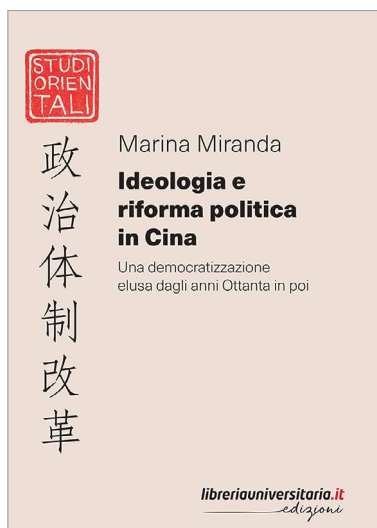 STUDI
ORIEN
TALI
政治体制改革
Marina Miranda
Ideologia e
riforma politica
in Cina
Una democratizzazione
elusa dagli anni Ottanta in poi
libreriauniversitaria.it
edizioni